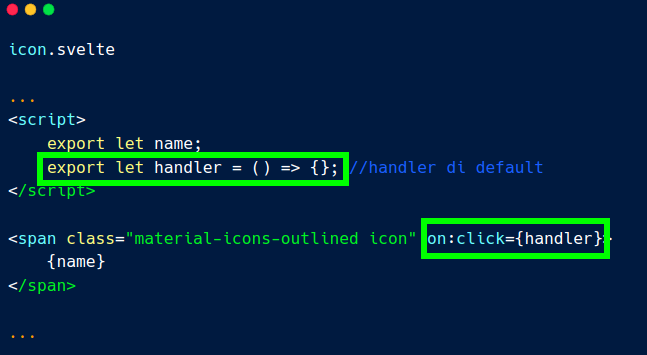 icon.svelte
...
<script>
    export let name;
    export let handler = () => {}; //handler di default
</script>
<span class="material-icons-outlined icon" on:click={handler}>
    {name}
</span>
...